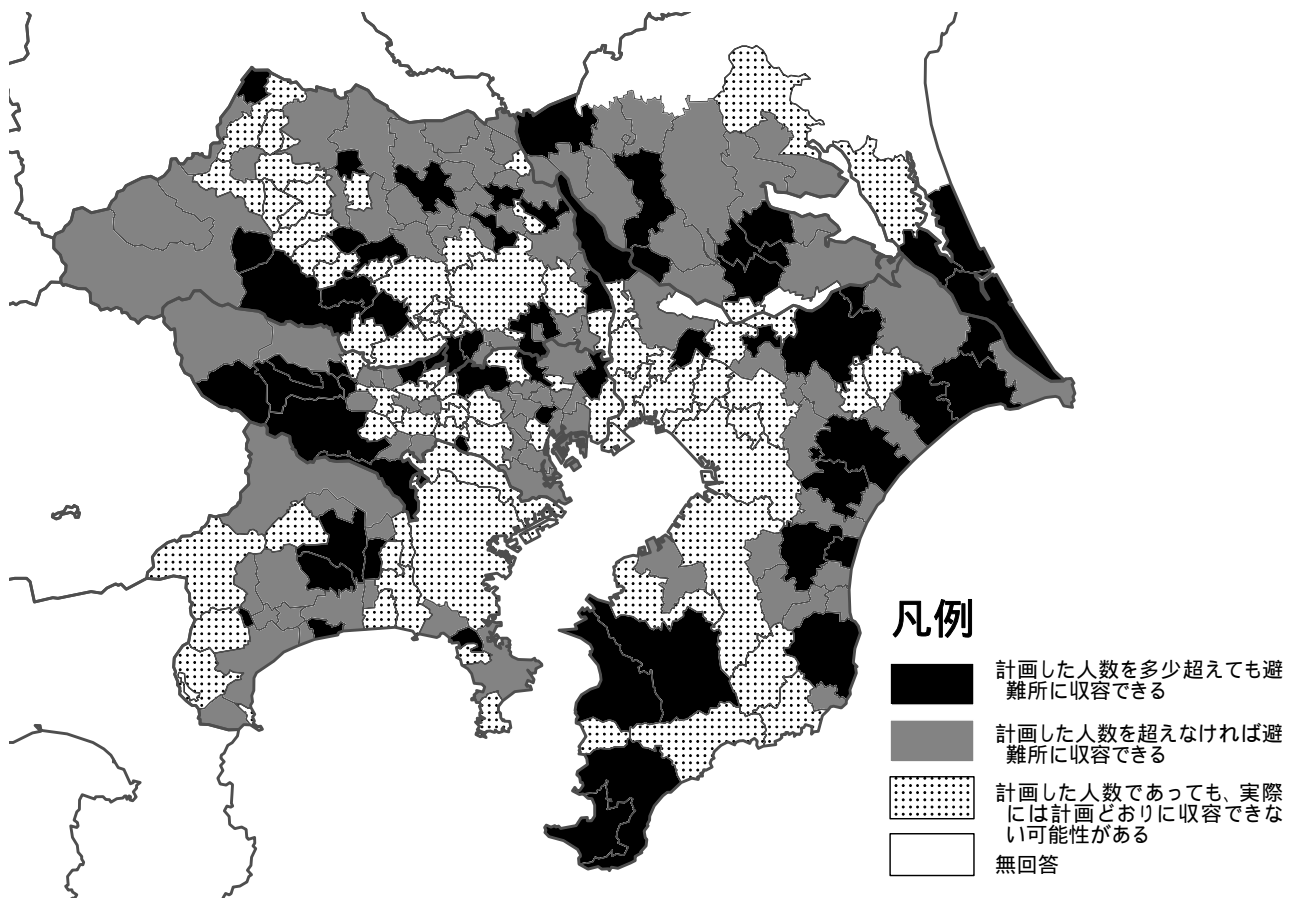 凡例
計画した人数を多少超えても避
難所に収容できる
計画した人数を超えなければ避
難所に収容できる
計画した人数であっても、実際
には計画どおりに収容できな
い可能性がある
無回答